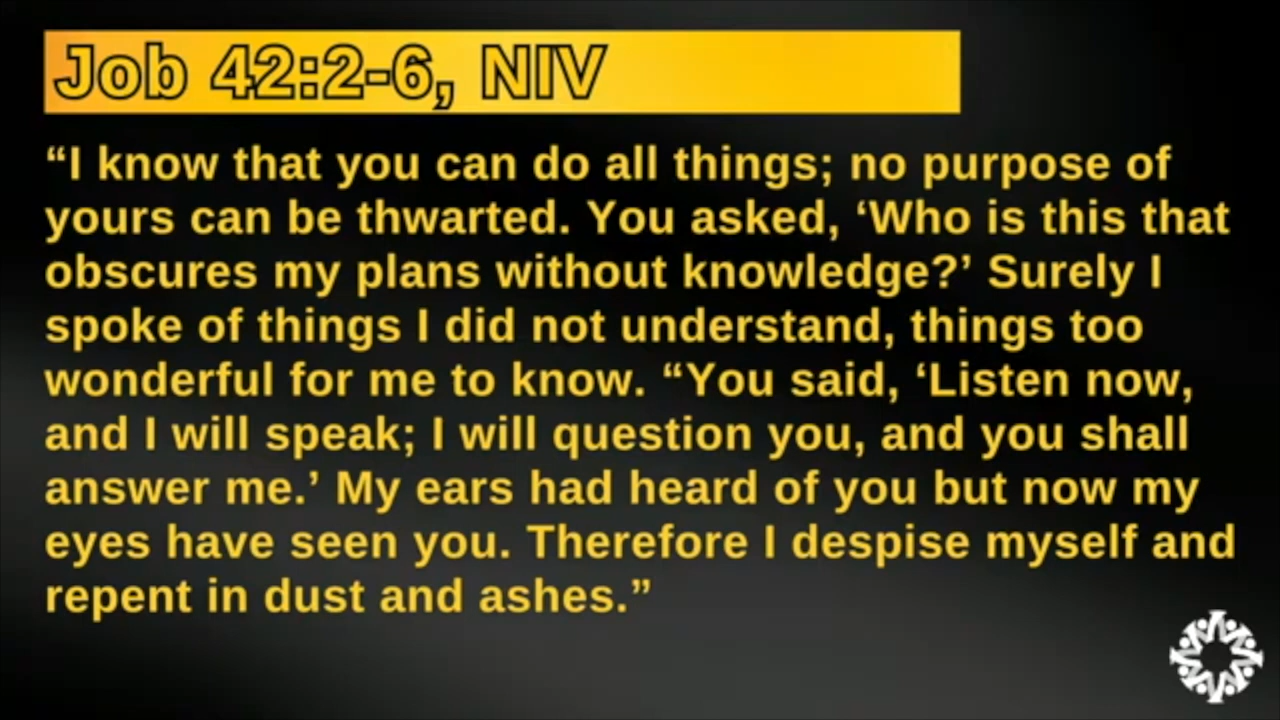 Job 42:2-6, NIV
“I know that you can do all things; no purpose of
yours can be thwarted. You asked, ‘Who is this that
obscures my plans without knowledge?’ Surely I
spoke of things I did not understand, things too
wonderful for me to know. “You said, ‘Listen now,
and I will speak; I will question you, and you shall
answer me.’ My ears had heard of you but now my
eyes have seen you. Therefore I despise myself and
repent in dust and ashes.”